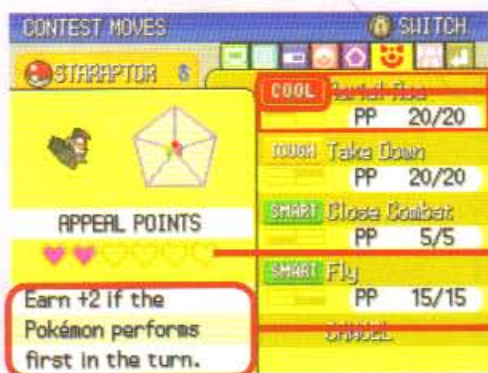 CONTEST MOVES
SWITCH
STARAPTOR
COOL Aerial Ace
PP 20/20
TOUGH Take Down
PP 20/20
APPEAL POINTS
SMART Close Combat
PP 5/5
SMART Fly
PP 15/15
CANCEL
Earn +2 if the
Pokémon performs
first in the turn.